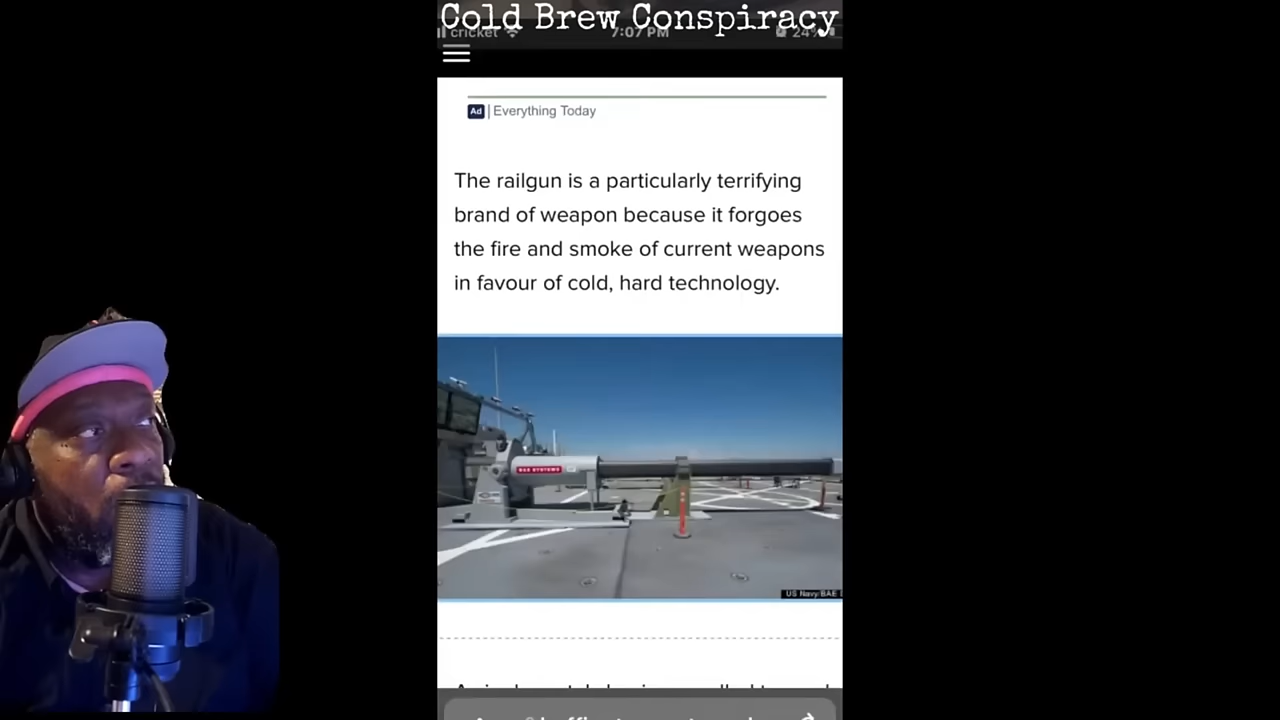 Cold Brew Conspiracy
cricket 7:07 PM 24%
Ad | Everything Today
The railgun is a particularly terrifying
brand of weapon because it forgoes
the fire and smoke of current weapons
in favour of cold, hard technology.
BAE SYSTEMS
US Navy/BAE